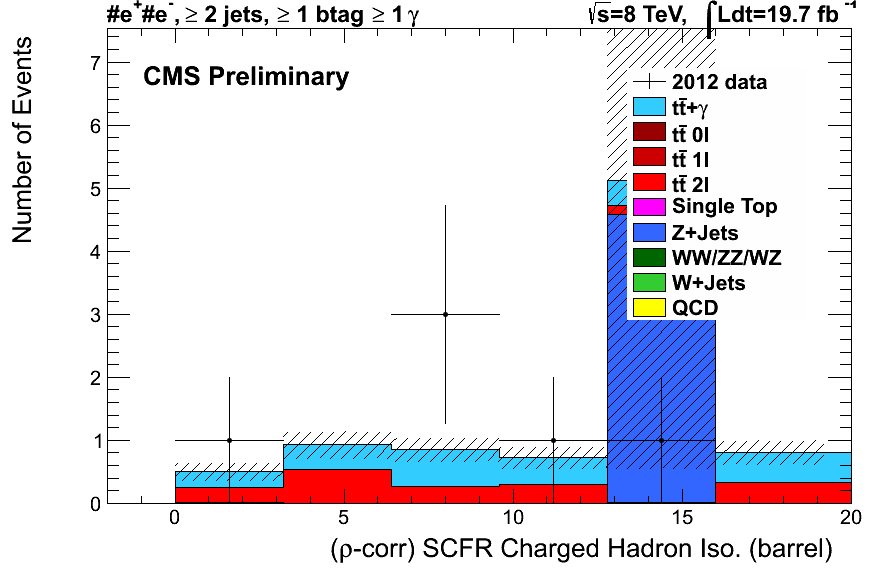 #e⁺#e⁻, ≥ 2 jets, ≥ 1 btag ≥ 1 γ
√s=8 TeV, ∫Ldt=19.7 fb⁻¹
CMS Preliminary
2012 data
tt̄+γ
tt̄ 0l
tt̄ 1l
tt̄ 2l
Single Top
Z+Jets
WW/ZZ/WZ
W+Jets
QCD
Number of Events
7
6
5
4
3
2
1
0
0 5 10 15 20
(ρ-corr) SCFR Charged Hadron Iso. (barrel)